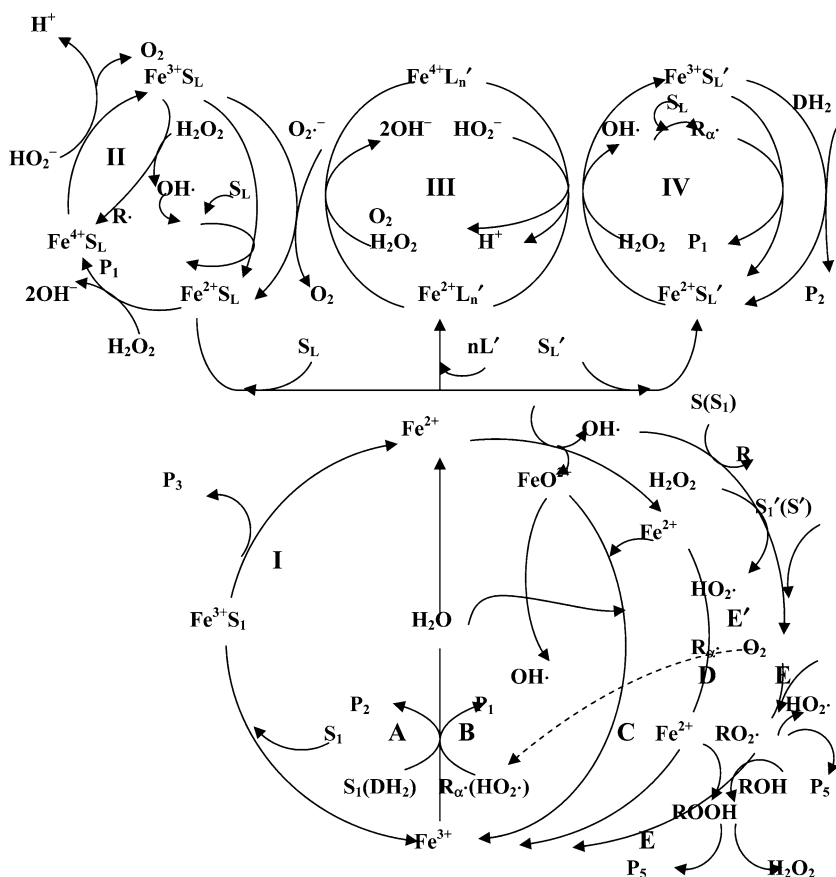 H⁺
O₂
Fe³⁺S_L Fe⁴⁺Lₙ′ Fe³⁺S_L′
S_L DH₂
HO₂⁻ II H₂O₂ O₂·⁻ 2OH⁻ HO₂⁻ OH· R_α·
OH· S_L III IV
R· O₂
Fe⁴⁺S_L H₂O₂ H⁺ H₂O₂ P₁
P₁
2OH⁻ Fe²⁺S_L O₂ Fe²⁺Lₙ′ Fe²⁺S_L′ P₂
H₂O₂ S_L nL′ S_L′
S(S₁)
Fe²⁺ OH·
R
P₃ FeO²⁺ H₂O₂
S₁′(S′)
Fe²⁺
I
HO₂·
Fe³⁺S₁ H₂O E′
R_α· O₂
OH· D E
P₂ P₁ HO₂·
S₁ A B C Fe²⁺ RO₂·
S₁(DH₂) R_α·(HO₂·) ROH P₅
ROOH
Fe³⁺ E
P₅ H₂O₂